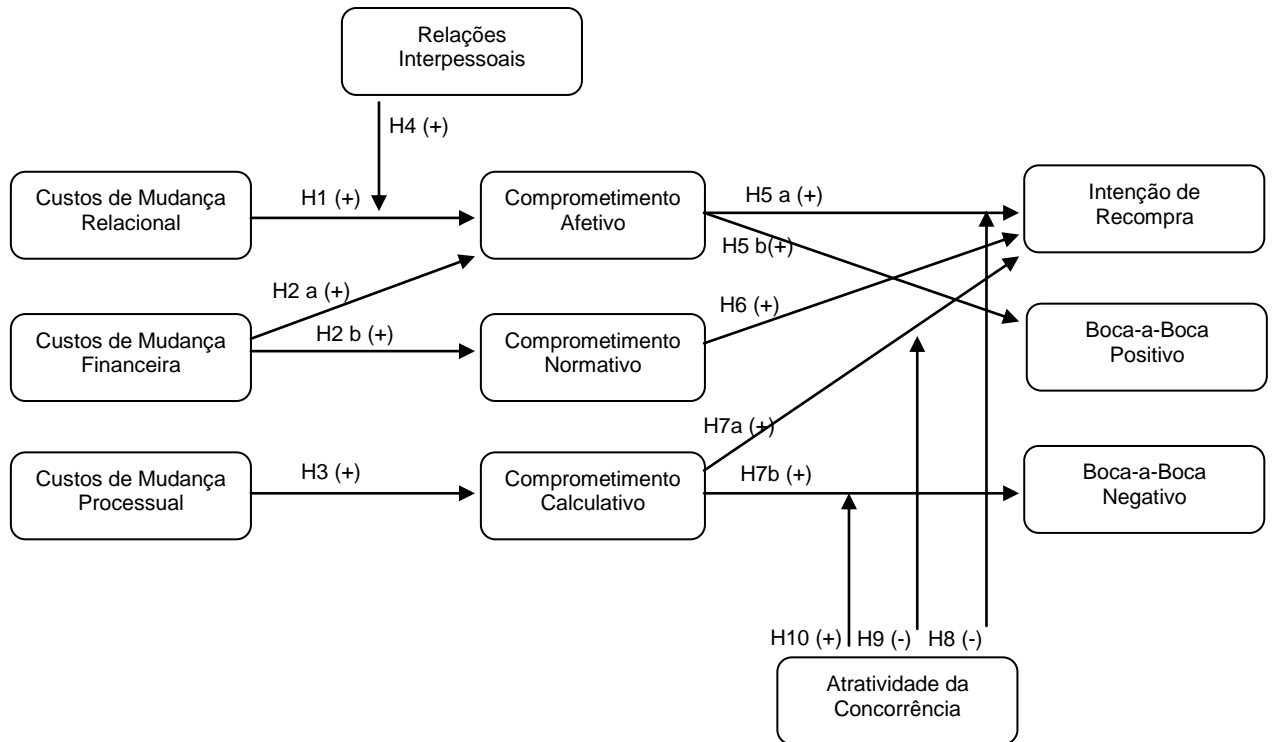 Relações
Interpessoais
H4 (+)
Custos de Mudança
Relacional
H1 (+)
Comprometimento
Afetivo
H5 a (+)
Intenção de
Recompra
H5 b(+)
H2 a (+)
H6 (+)
Custos de Mudança
Financeira
H2 b (+)
Comprometimento
Normativo
Boca-a-Boca
Positivo
H7a (+)
Custos de Mudança
Processual
H3 (+)
Comprometimento
Calculativo
H7b (+)
Boca-a-Boca
Negativo
H10 (+) H9 (-) H8 (-)
Atratividade da
Concorrência